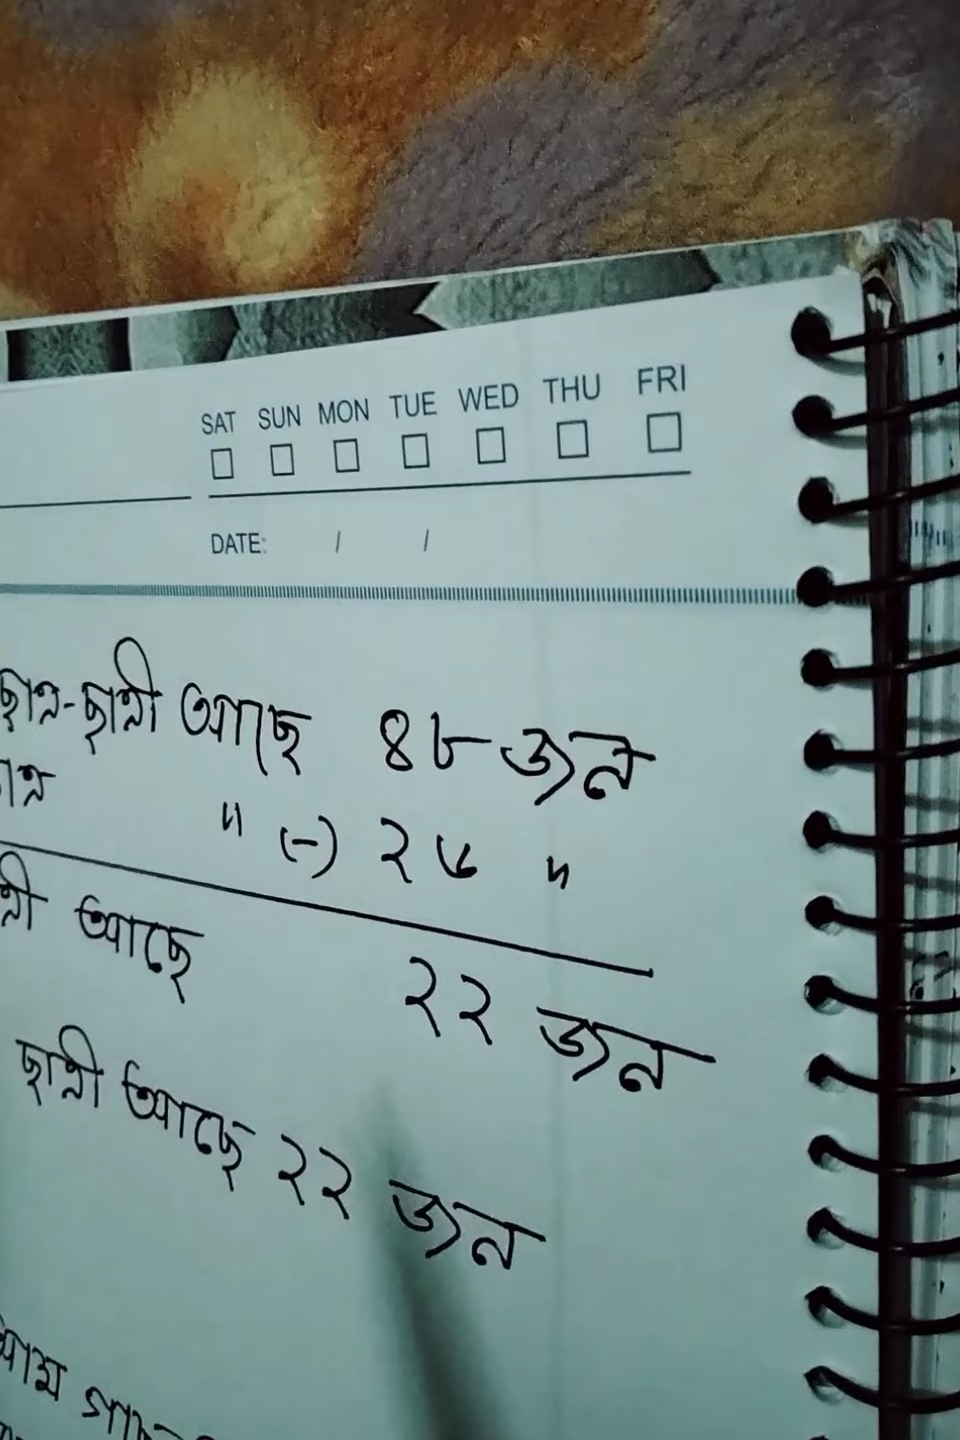 SAT SUN MON TUE WED THU FRI
DATE: / /
ছাত্র-ছাত্রী আছে ৪৮ জন
" (-) ২৬ "
আছে ২২ জন
ছাত্রী আছে ২২ জন